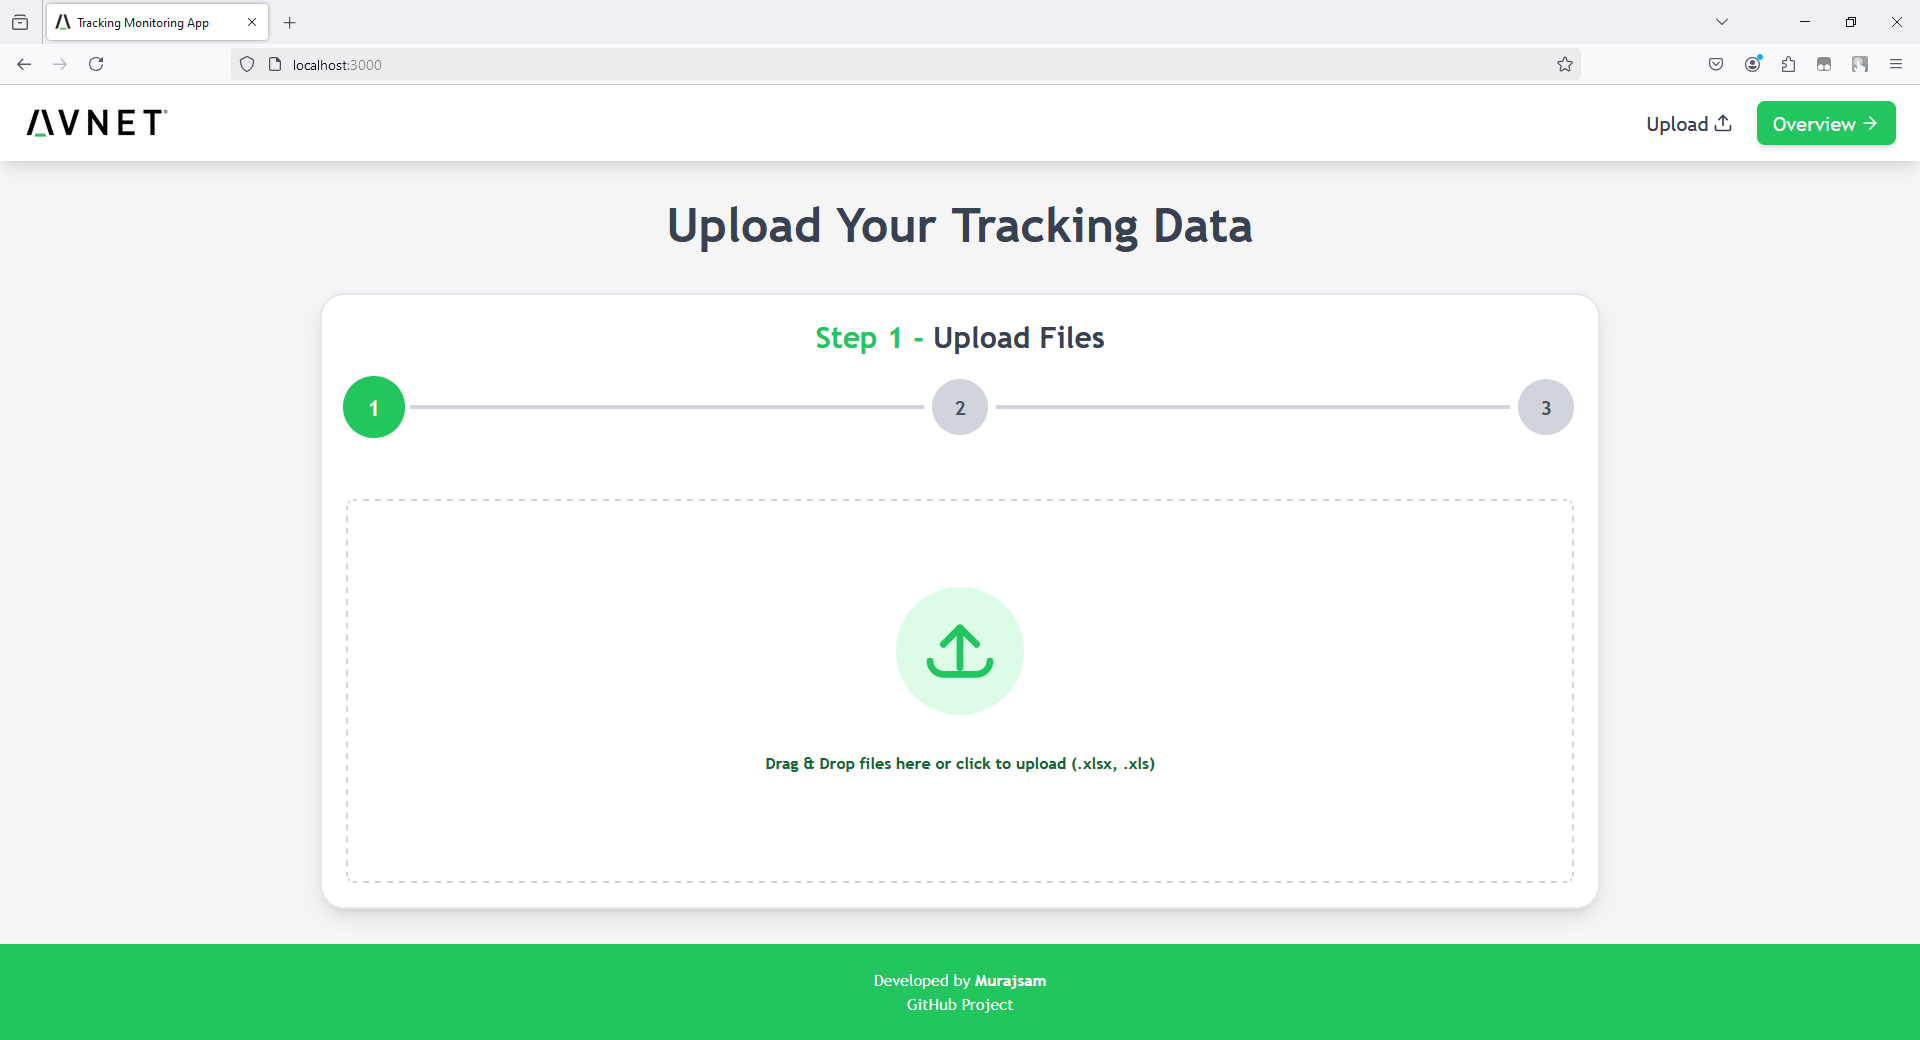 Tracking Monitoring App
localhost:3000
AVNET
Upload
Overview
Upload Your Tracking Data
Step 1 - Upload Files
1
2
3
Drag & Drop files here or click to upload (.xlsx, .xls)
Developed by Murajsam
GitHub Project